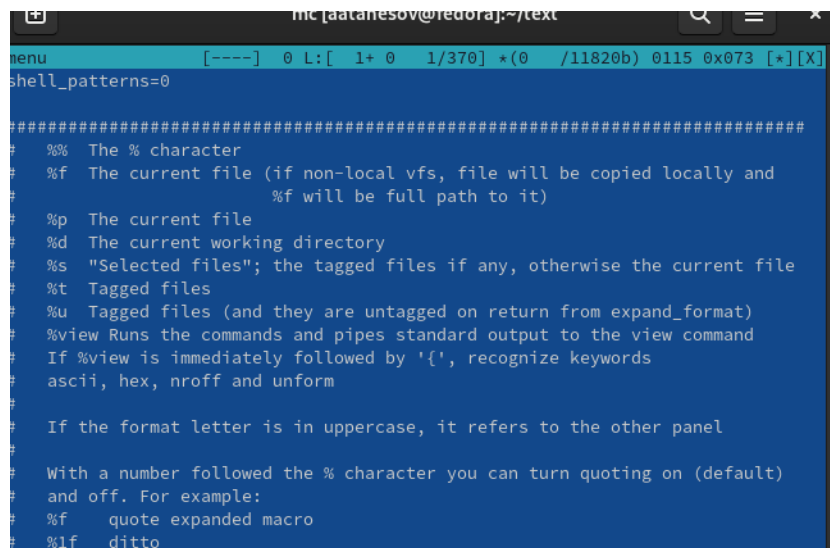 mc [aatanesov@fedora]:~/text
menu [----] 0 L:[ 1+ 0 1/370] *(0 /11820b) 0115 0x073 [*][X]
shell_patterns=0
################################################################################
# %% The % character
# %f The current file (if non-local vfs, file will be copied locally and
# %f will be full path to it)
# %p The current file
# %d The current working directory
# %s "Selected files"; the tagged files if any, otherwise the current file
# %t Tagged files
# %u Tagged files (and they are untagged on return from expand_format)
# %view Runs the commands and pipes standard output to the view command
# If %view is immediately followed by '{', recognize keywords
# ascii, hex, nroff and unform
#
# If the format letter is in uppercase, it refers to the other panel
#
# With a number followed the % character you can turn quoting on (default)
# and off. For example:
# %f quote expanded macro
# %1f ditto